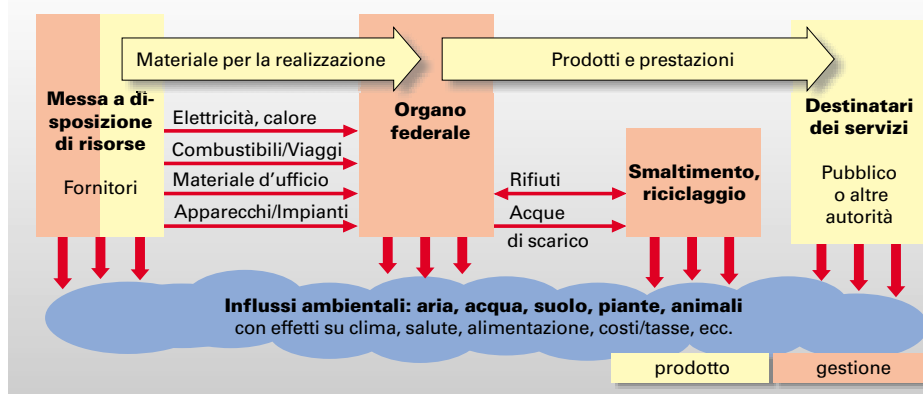 Materiale per la realizzazione
Prodotti e prestazioni
Messa a di-
sposizione
di risorse
Fornitori
Elettricità, calore
Combustibili/Viaggi
Materiale d'ufficio
Apparecchi/Impianti
Organo
federale
Rifiuti
Acque
di scarico
Smaltimento,
riciclaggio
Destinatari
dei servizi
Pubblico
o altre
autorità
Influssi ambientali: aria, acqua, suolo, piante, animali
con effetti su clima, salute, alimentazione, costi/tasse, ecc.
prodotto
gestione